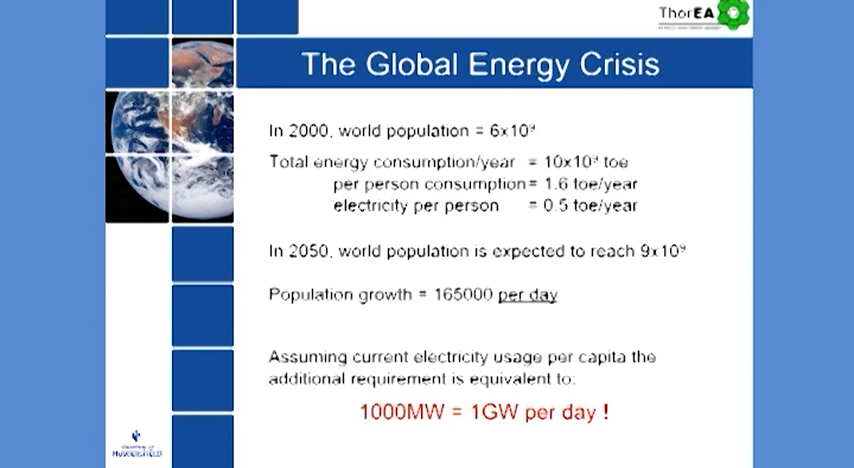 ThorEA
The Global Energy Crisis
In 2000, world population = 6x10⁹
Total energy consumption/year = 10x10⁹ toe
per person consumption = 1.6 toe/year
electricity per person = 0.5 toe/year
In 2050, world population is expected to reach 9x10⁹
Population growth = 165000 per day
Assuming current electricity usage per capita the
additional requirement is equivalent to:
1000MW = 1GW per day !
HUDDERSFIELD